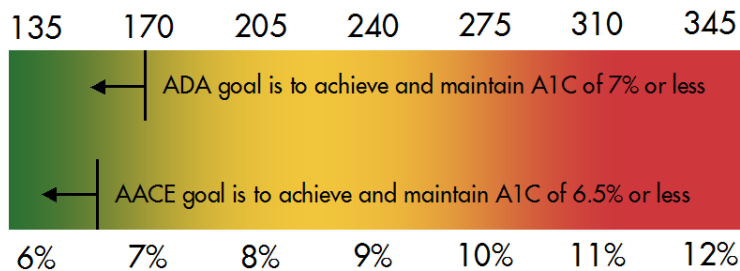 135 170 205 240 275 310 345
ADA goal is to achieve and maintain A1C of 7% or less
AACE goal is to achieve and maintain A1C of 6.5% or less
6% 7% 8% 9% 10% 11% 12%